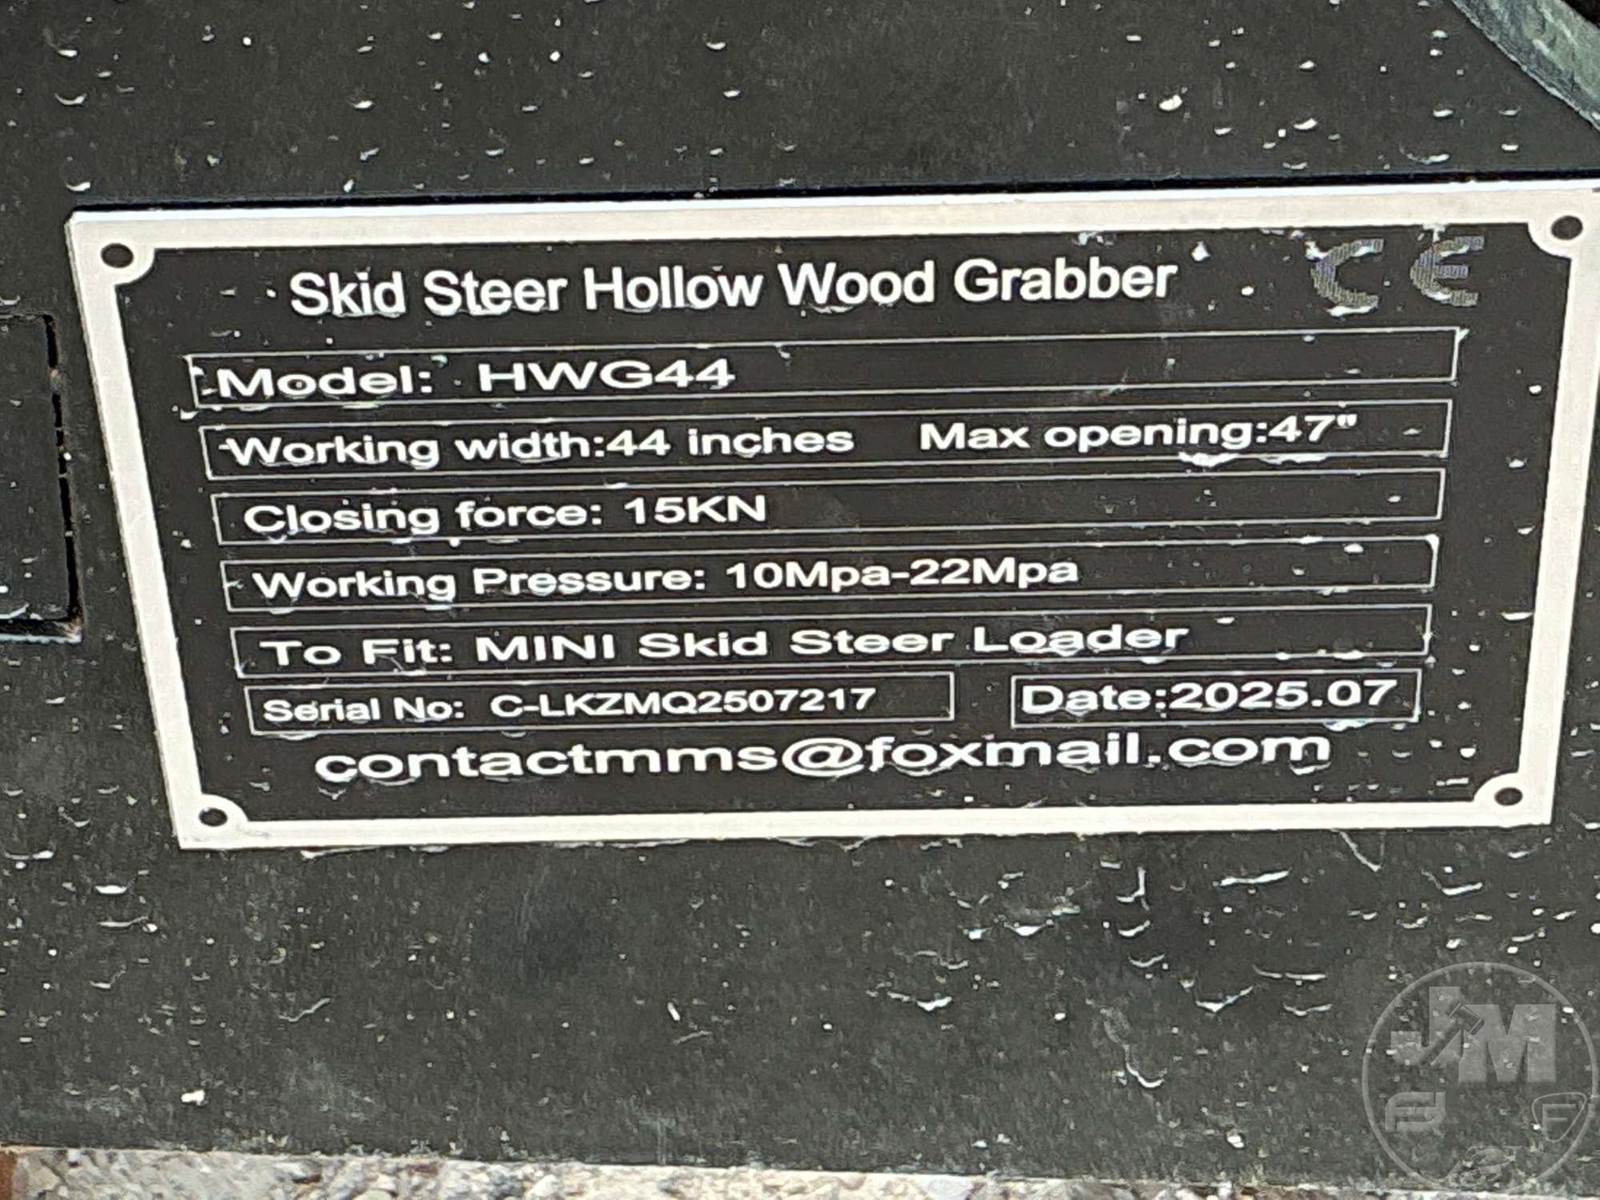 Skid Steer Hollow Wood Grabber CE
Model: HWG44
Working width:44 inches Max opening:47"
Closing force: 15KN
Working Pressure: 10Mpa-22Mpa
To Fit: MINI Skid Steer Loader
Serial No: C-LKZMQ2507217 Date:2025.07
contactmms@foxmail.com
JM